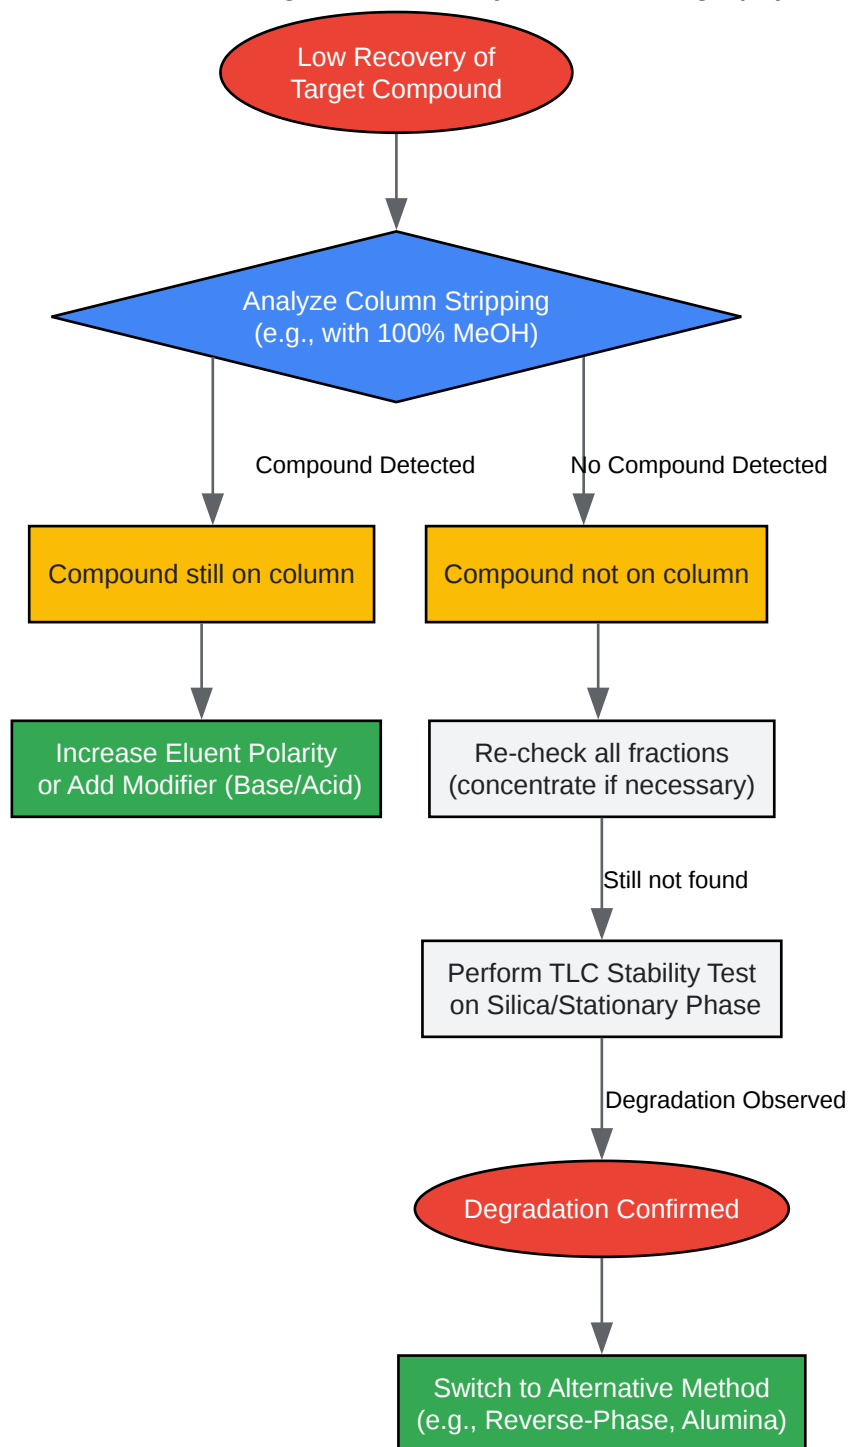 Low Recovery of
Target Compound
Analyze Column Stripping
(e.g., with 100% MeOH)
Compound Detected
No Compound Detected
Compound still on column
Compound not on column
Increase Eluent Polarity
or Add Modifier (Base/Acid)
Re-check all fractions
(concentrate if necessary)
Still not found
Perform TLC Stability Test
on Silica/Stationary Phase
Degradation Observed
Degradation Confirmed
Switch to Alternative Method
(e.g., Reverse-Phase, Alumina)